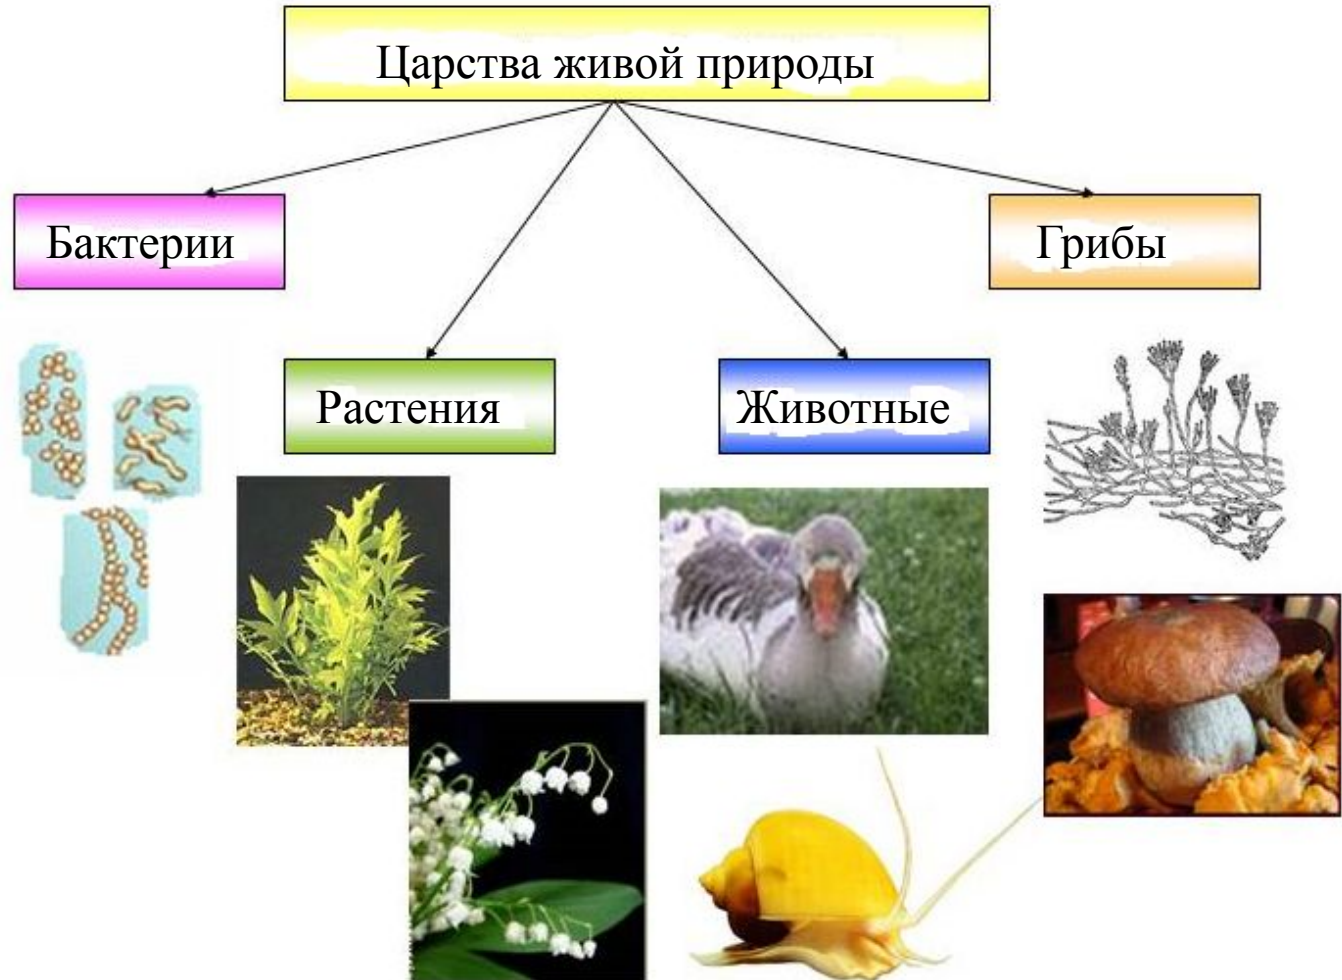 Царства живой природы
Бактерии
Грибы
Растения
Животные